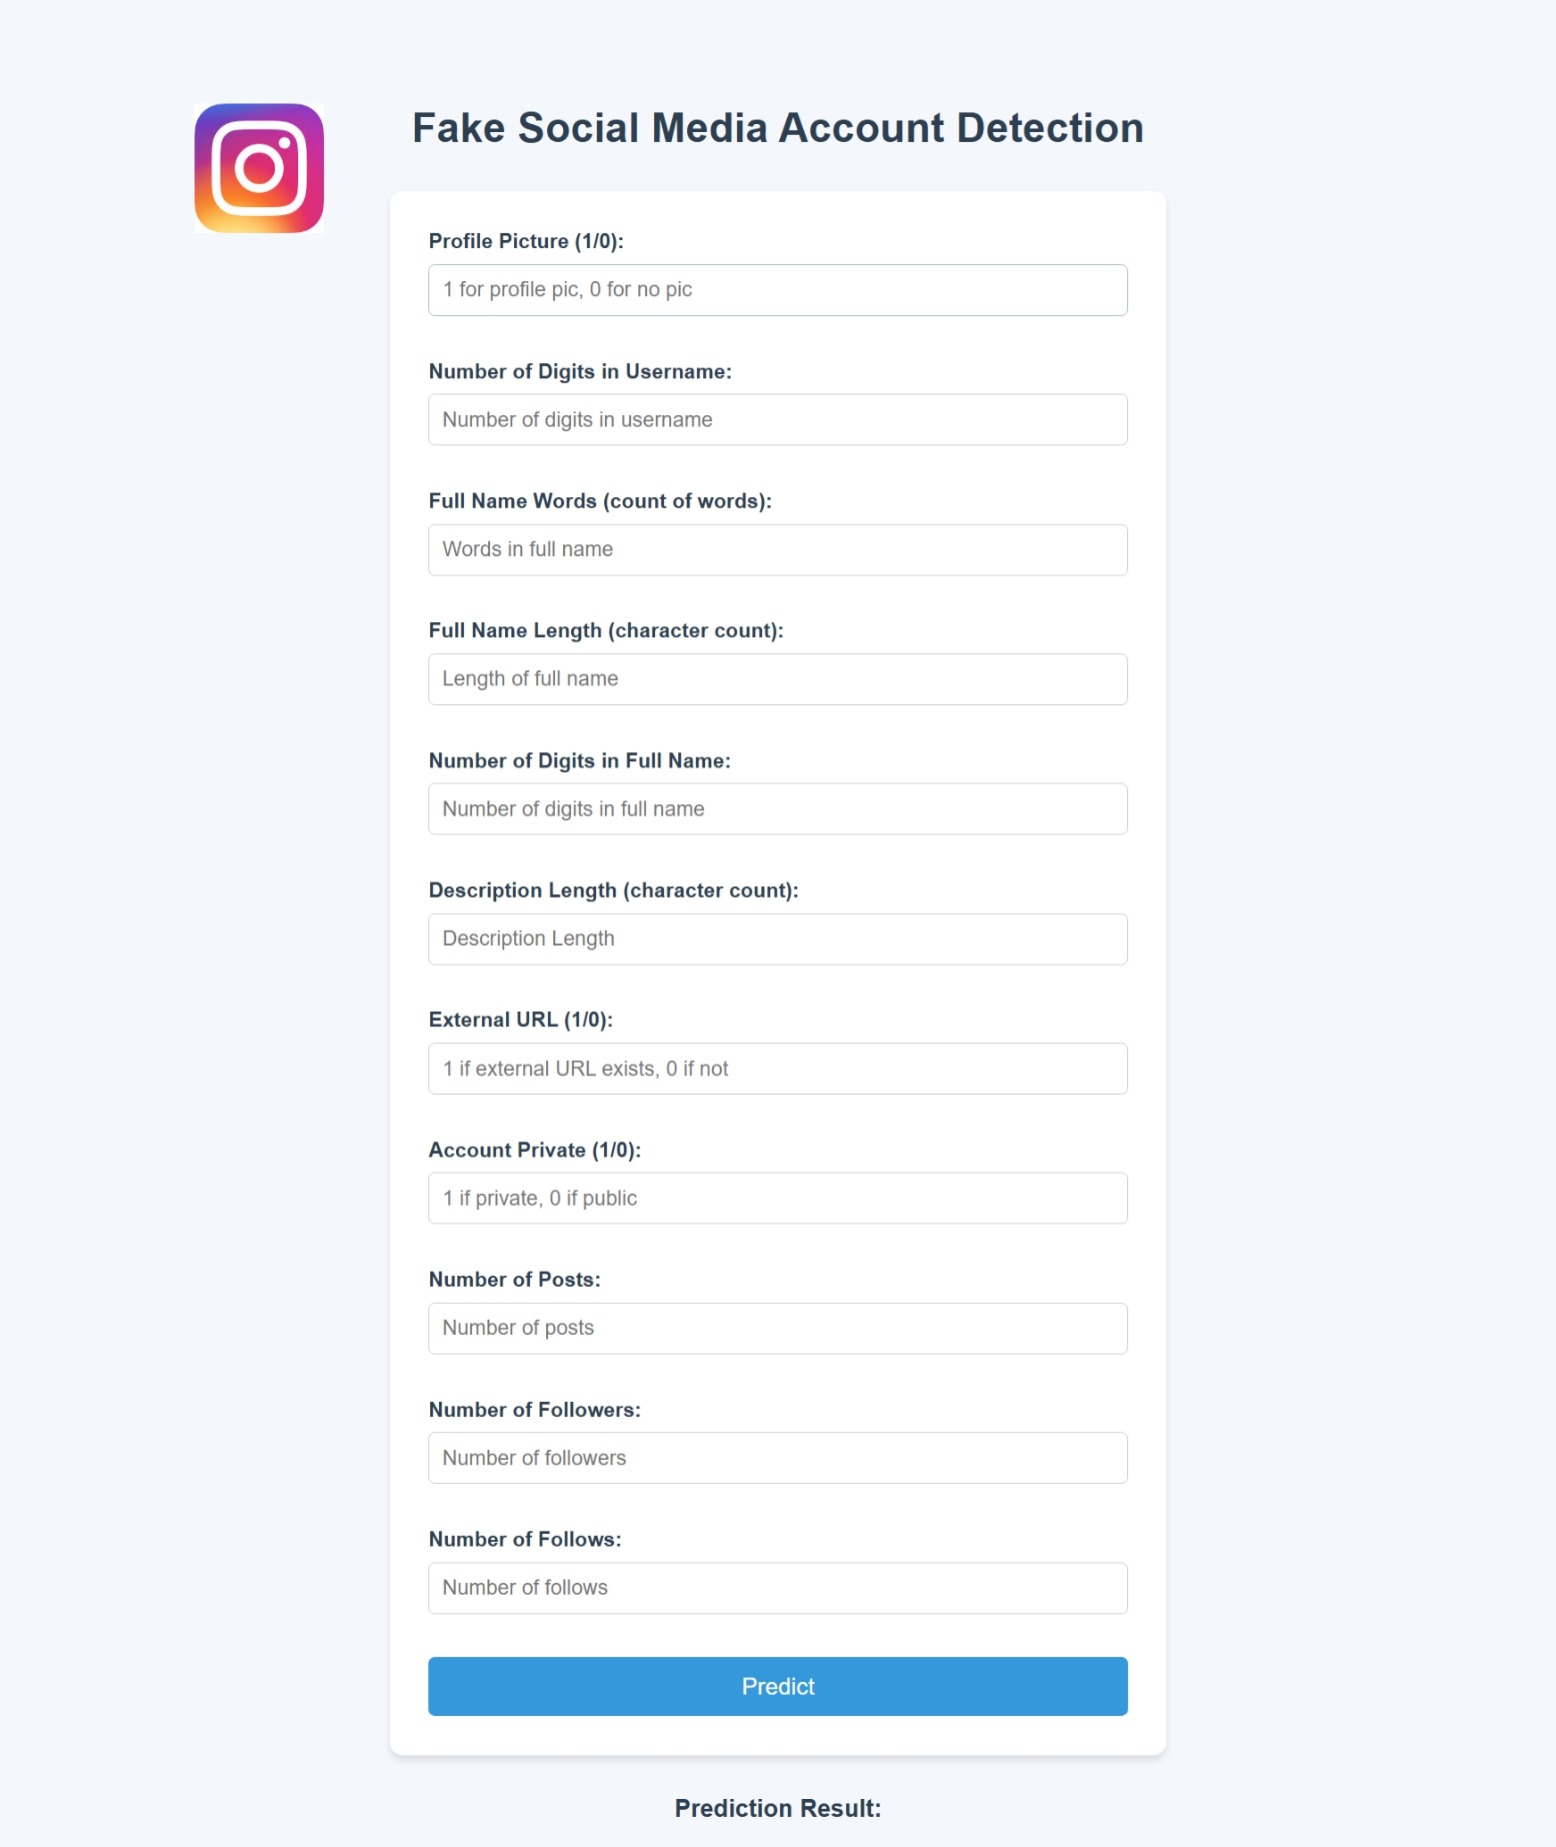 Fake Social Media Account Detection
Profile Picture (1/0):
1 for profile pic, 0 for no pic
Number of Digits in Username:
Number of digits in username
Full Name Words (count of words):
Words in full name
Full Name Length (character count):
Length of full name
Number of Digits in Full Name:
Number of digits in full name
Description Length (character count):
Description Length
External URL (1/0):
1 if external URL exists, 0 if not
Account Private (1/0):
1 if private, 0 if public
Number of Posts:
Number of posts
Number of Followers:
Number of followers
Number of Follows:
Number of follows
Predict
Prediction Result: